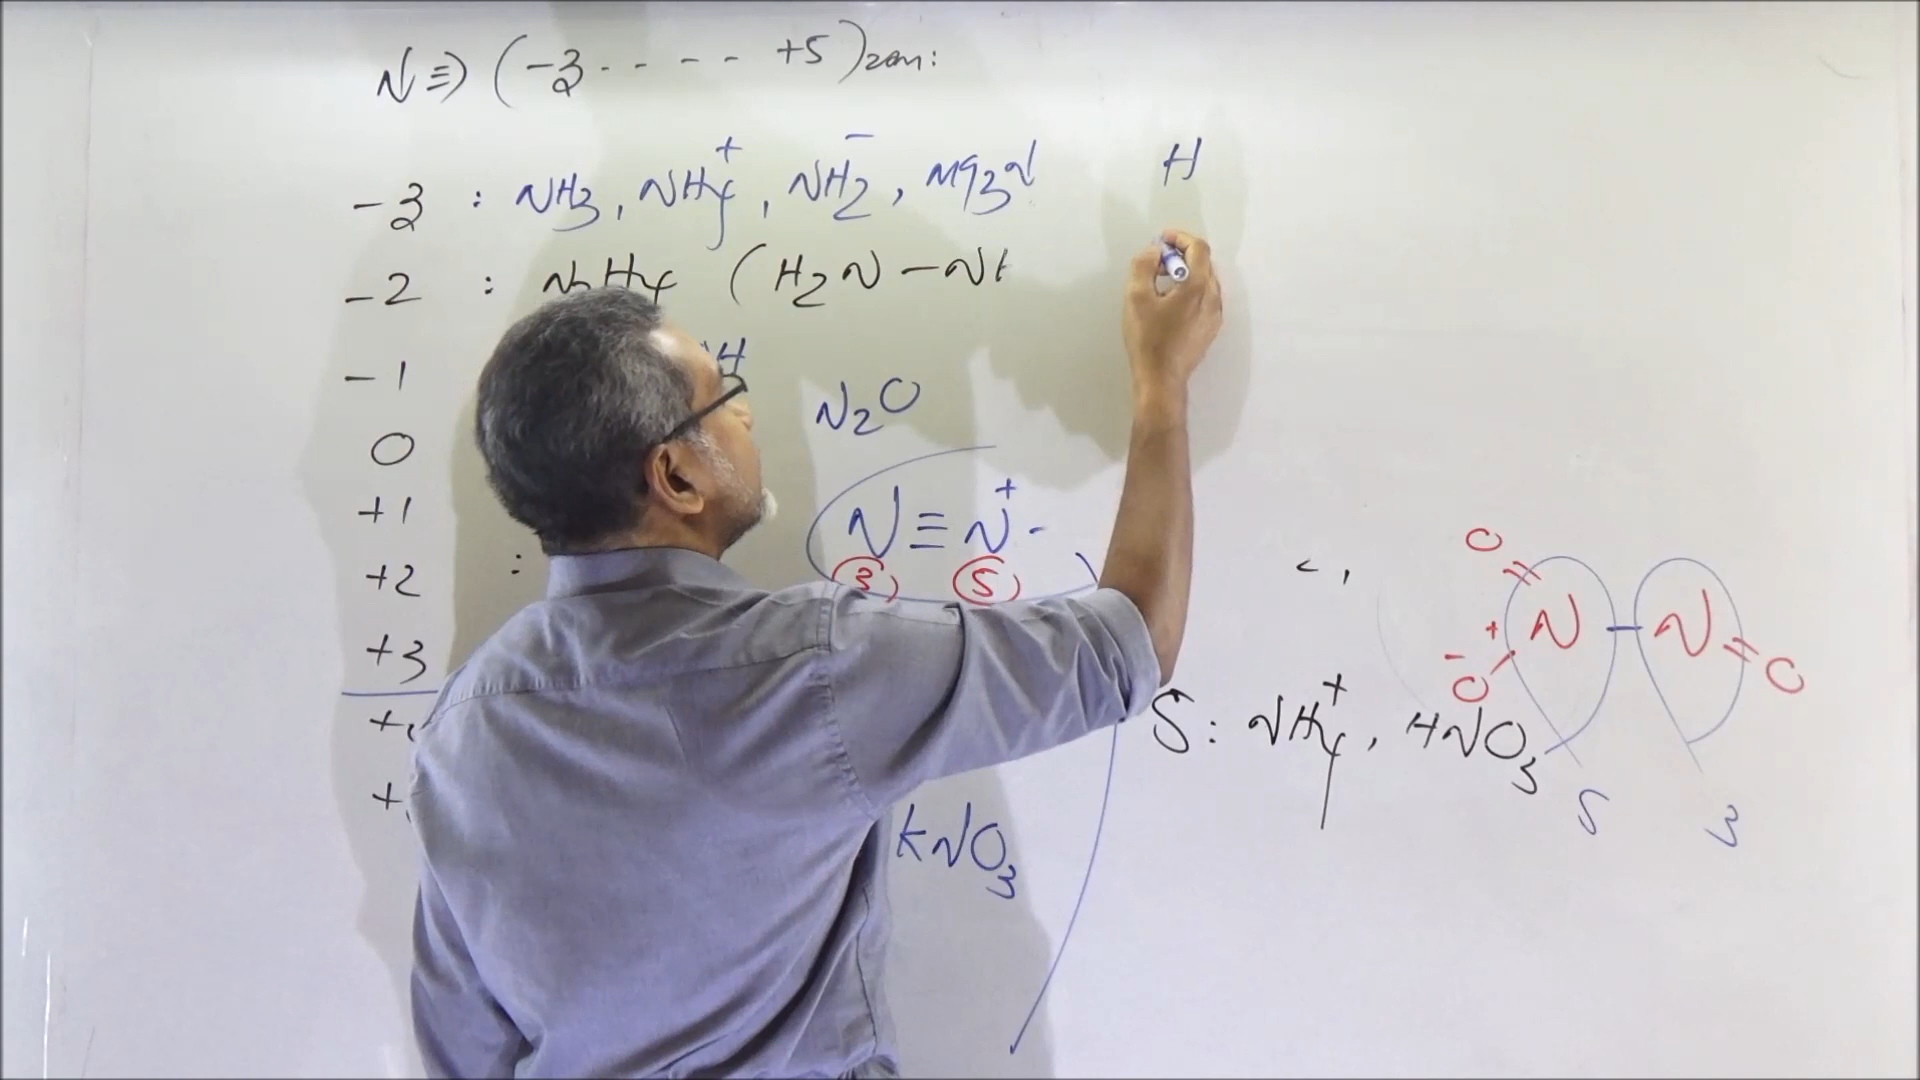 N ≡) (-3 - - - - +5)
-3 : NH3, NH4+, NH2-, Mg3N
H
-2 : N2H4 (H2N-N
-1 H
N2O
0
N≡N+-
+1
3 5
+2 :
+3
O=N+-N=O
-O
5: NH4+, HNO3
5 3
KNO3